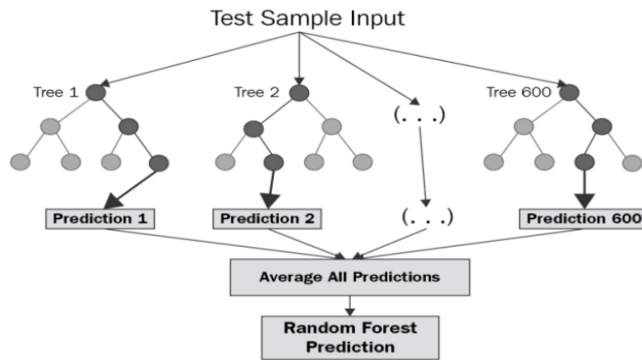 Test Sample Input
Tree 1
Tree 2
(. . .)
Tree 600
Prediction 1
Prediction 2
(. . .)
Prediction 600
Average All Predictions
Random Forest
Prediction